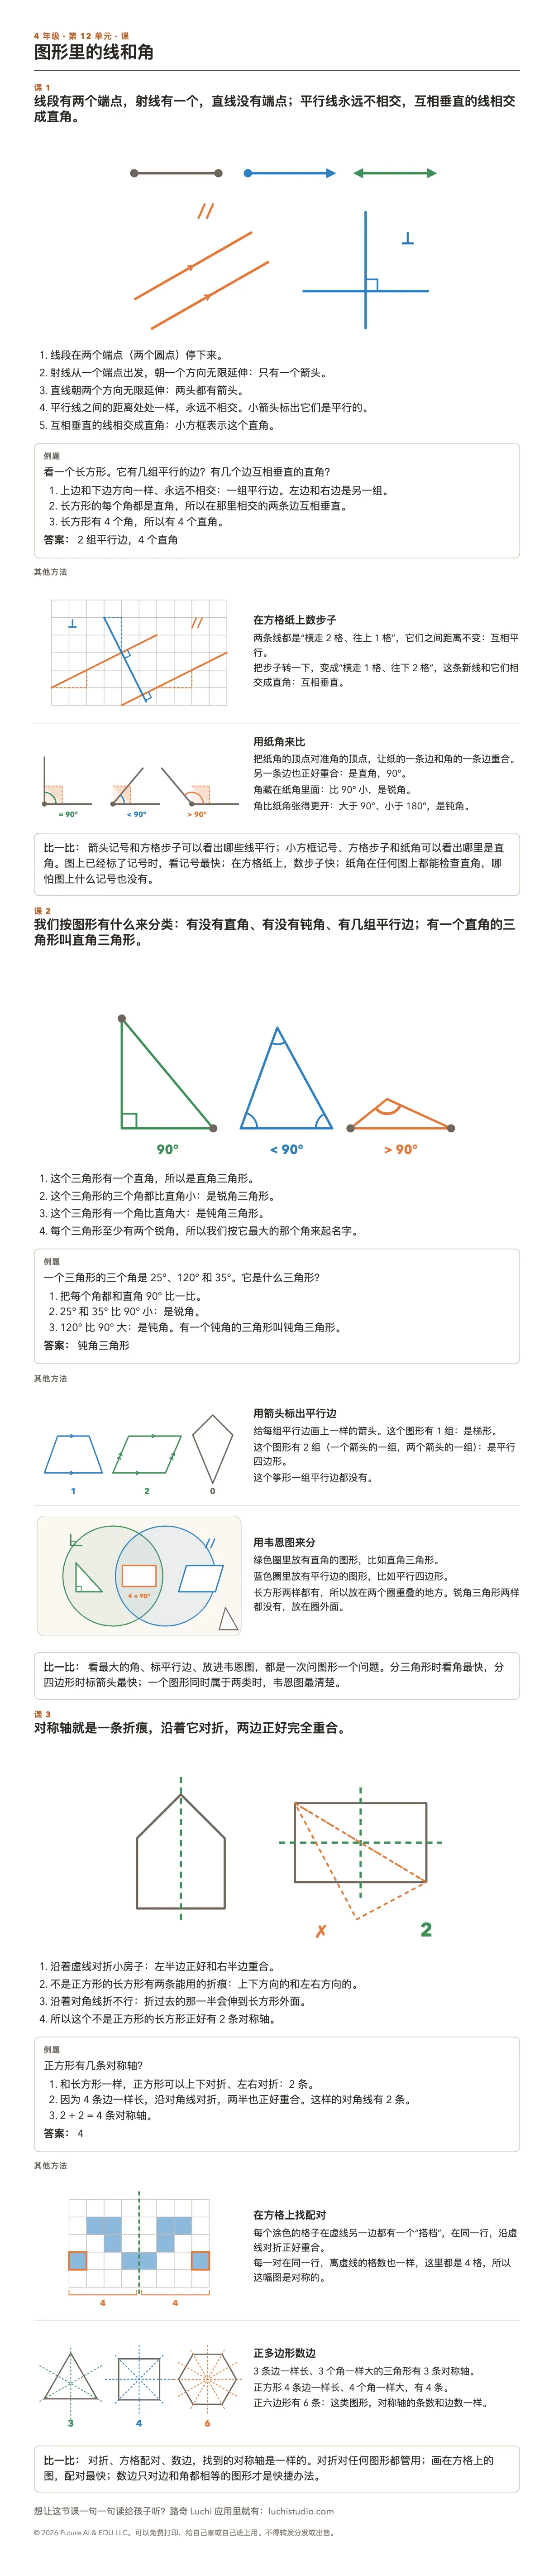 4 年级 · 第 12 单元 · 课
图形里的线和角
课 1
线段有两个端点，射线有一个，直线没有端点；平行线永远不相交，互相垂直的线相交
成直角。
//
⊥
1. 线段在两个端点（两个圆点）停下来。
2. 射线从一个端点出发，朝一个方向无限延伸：只有一个箭头。
3. 直线朝两个方向无限延伸：两头都有箭头。
4. 平行线之间的距离处处一样，永远不相交。小箭头标出它们是平行的。
5. 互相垂直的线相交成直角：小方框表示这个直角。
例题
看一个长方形。它有几组平行的边？有几个边互相垂直的直角？
1. 上边和下边方向一样、永远不相交：一组平行边。左边和右边是另一组。
2. 长方形的每个角都是直角，所以在那里相交的两条边互相垂直。
3. 长方形有 4 个角，所以有 4 个直角。
答案： 2 组平行边，4 个直角
其他方法
⊥
//
在方格纸上数步子
两条线都是“横走 2 格、往上 1 格”，它们之间距离不变：互相平
行。
把步子转一下，变成“横走 1 格、往下 2 格”，这条新线和它们相
交成直角：互相垂直。
用纸角来比
把纸角的顶点对准角的顶点，让纸的一条边和角的一条边重合。
另一条边也正好重合：是直角，90°。
角藏在纸角里面：比 90° 小，是锐角。
角比纸角张得更开：大于 90°、小于 180°，是钝角。
= 90°
< 90°
> 90°
比一比： 箭头记号和方格步子可以看出哪些线平行；小方框记号、方格步子和纸角可以看出哪里是直
角。图上已经标了记号时，看记号最快；在方格纸上，数步子快；纸角在任何图上都能检查直角，哪
怕图上什么记号也没有。
课 2
我们按图形有什么来分类：有没有直角、有没有钝角、有几组平行边；有一个直角的三
角形叫直角三角形。
90°
< 90°
> 90°
1. 这个三角形有一个直角，所以是直角三角形。
2. 这个三角形的三个角都比直角小：是锐角三角形。
3. 这个三角形有一个角比直角大：是钝角三角形。
4. 每个三角形至少有两个锐角，所以我们按它最大的那个角来起名字。
例题
一个三角形的三个角是 25°、120° 和 35°。它是什么三角形？
1. 把每个角都和直角 90° 比一比。
2. 25° 和 35° 比 90° 小：是锐角。
3. 120° 比 90° 大：是钝角。有一个钝角的三角形叫钝角三角形。
答案： 钝角三角形
其他方法
1
2
0
用箭头标出平行边
给每组平行边画上一样的箭头。这个图形有 1 组：是梯形。
这个图形有 2 组（一个箭头的一组，两个箭头的一组）：是平行
四边形。
这个筝形一组平行边都没有。
//
4 × 90°
用韦恩图来分
绿色圈里放有直角的图形，比如直角三角形。
蓝色圈里放有平行边的图形，比如平行四边形。
长方形两样都有，所以放在两个圈重叠的地方。锐角三角形两样
都没有，放在圈外面。
比一比： 看最大的角、标平行边、放进韦恩图，都是一次问图形一个问题。分三角形时看角最快，分
四边形时标箭头最快；一个图形同时属于两类时，韦恩图最清楚。
课 3
对称轴就是一条折痕，沿着它对折，两边正好完全重合。
✗
2
1. 沿着虚线对折小房子：左半边正好和右半边重合。
2. 不是正方形的长方形有两条能用的折痕：上下方向的和左右方向的。
3. 沿着对角线折不行：折过去的那一半会伸到长方形外面。
4. 所以这个不是正方形的长方形正好有 2 条对称轴。
例题
正方形有几条对称轴？
1. 和长方形一样，正方形可以上下对折、左右对折：2 条。
2. 因为 4 条边一样长，沿对角线对折，两半也正好重合。这样的对角线有 2 条。
3. 2 + 2 = 4 条对称轴。
答案： 4
其他方法
4
4
在方格上找配对
每个涂色的格子在虚线另一边都有一个“搭档”，在同一行，沿虚
线对折正好重合。
每一对在同一行，离虚线的格数也一样，这里都是 4 格，所以
这幅图是对称的。
3
4
6
正多边形数边
3 条边一样长、3 个角一样大的三角形有 3 条对称轴。
正方形 4 条边一样长、4 个角一样大，有 4 条。
正六边形有 6 条：这类图形，对称轴的条数和边数一样。
比一比： 对折、方格配对、数边，找到的对称轴是一样的。对折对任何图形都管用；画在方格上的
图，配对最快；数边只对边和角都相等的图形才是快捷办法。
想让这节课一句一句读给孩子听？路奇 Luchi 应用里就有：luchistudio.com
© 2026 Future AI & EDU LLC。可以免费打印，给自己家或自己班上用。不得转发分发或出售。